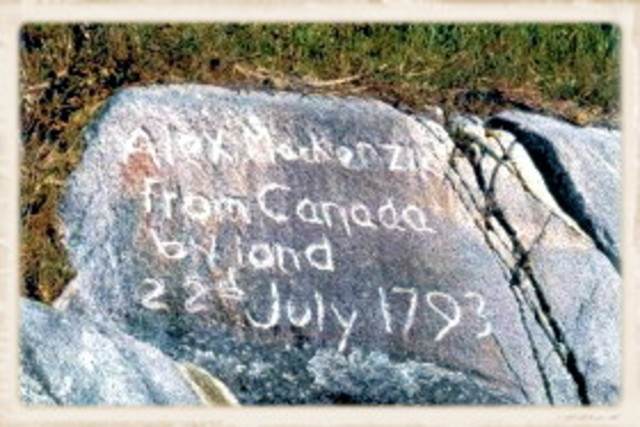 Alex Mackenzie
from Canada
by land
22d July 1793